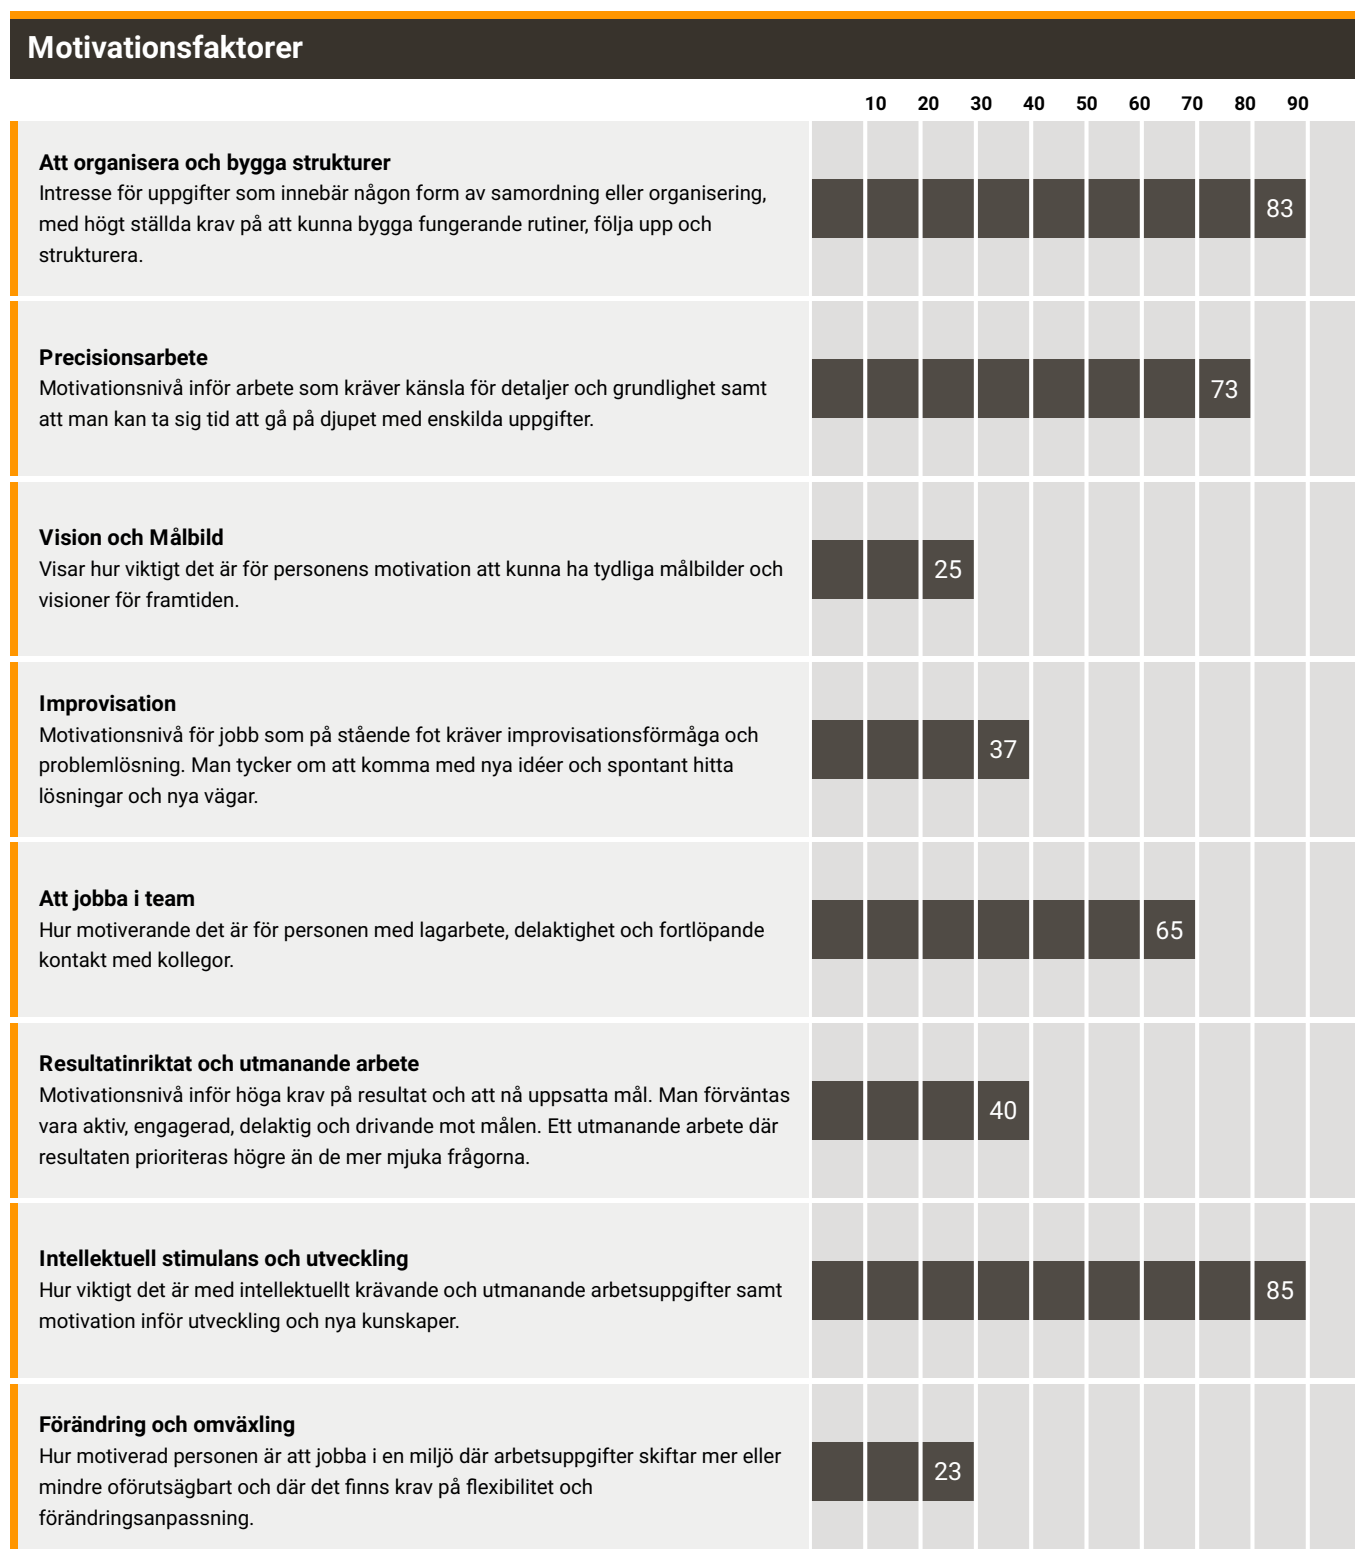 Motivationsfaktorer
10 20 30 40 50 60 70 80 90
Att organisera och bygga strukturer
Intresse för uppgifter som innebär någon form av samordning eller organisering,
med högt ställda krav på att kunna bygga fungerande rutiner, följa upp och
strukturera.
83
Precisionsarbete
Motivationsnivå inför arbete som kräver känsla för detaljer och grundlighet samt
att man kan ta sig tid att gå på djupet med enskilda uppgifter.
73
Vision och Målbild
Visar hur viktigt det är för personens motivation att kunna ha tydliga målbilder och
visioner för framtiden.
25
Improvisation
Motivationsnivå för jobb som på stående fot kräver improvisationsförmåga och
problemlösning. Man tycker om att komma med nya idéer och spontant hitta
lösningar och nya vägar.
37
Att jobba i team
Hur motiverande det är för personen med lagarbete, delaktighet och fortlöpande
kontakt med kollegor.
65
Resultatinriktat och utmanande arbete
Motivationsnivå inför höga krav på resultat och att nå uppsatta mål. Man förväntas
vara aktiv, engagerad, delaktig och drivande mot målen. Ett utmanande arbete där
resultaten prioriteras högre än de mer mjuka frågorna.
40
Intellektuell stimulans och utveckling
Hur viktigt det är med intellektuellt krävande och utmanande arbetsuppgifter samt
motivation inför utveckling och nya kunskaper.
85
Förändring och omväxling
Hur motiverad personen är att jobba i en miljö där arbetsuppgifter skiftar mer eller
mindre oförutsägbart och där det finns krav på flexibilitet och
förändringsanpassning.
23